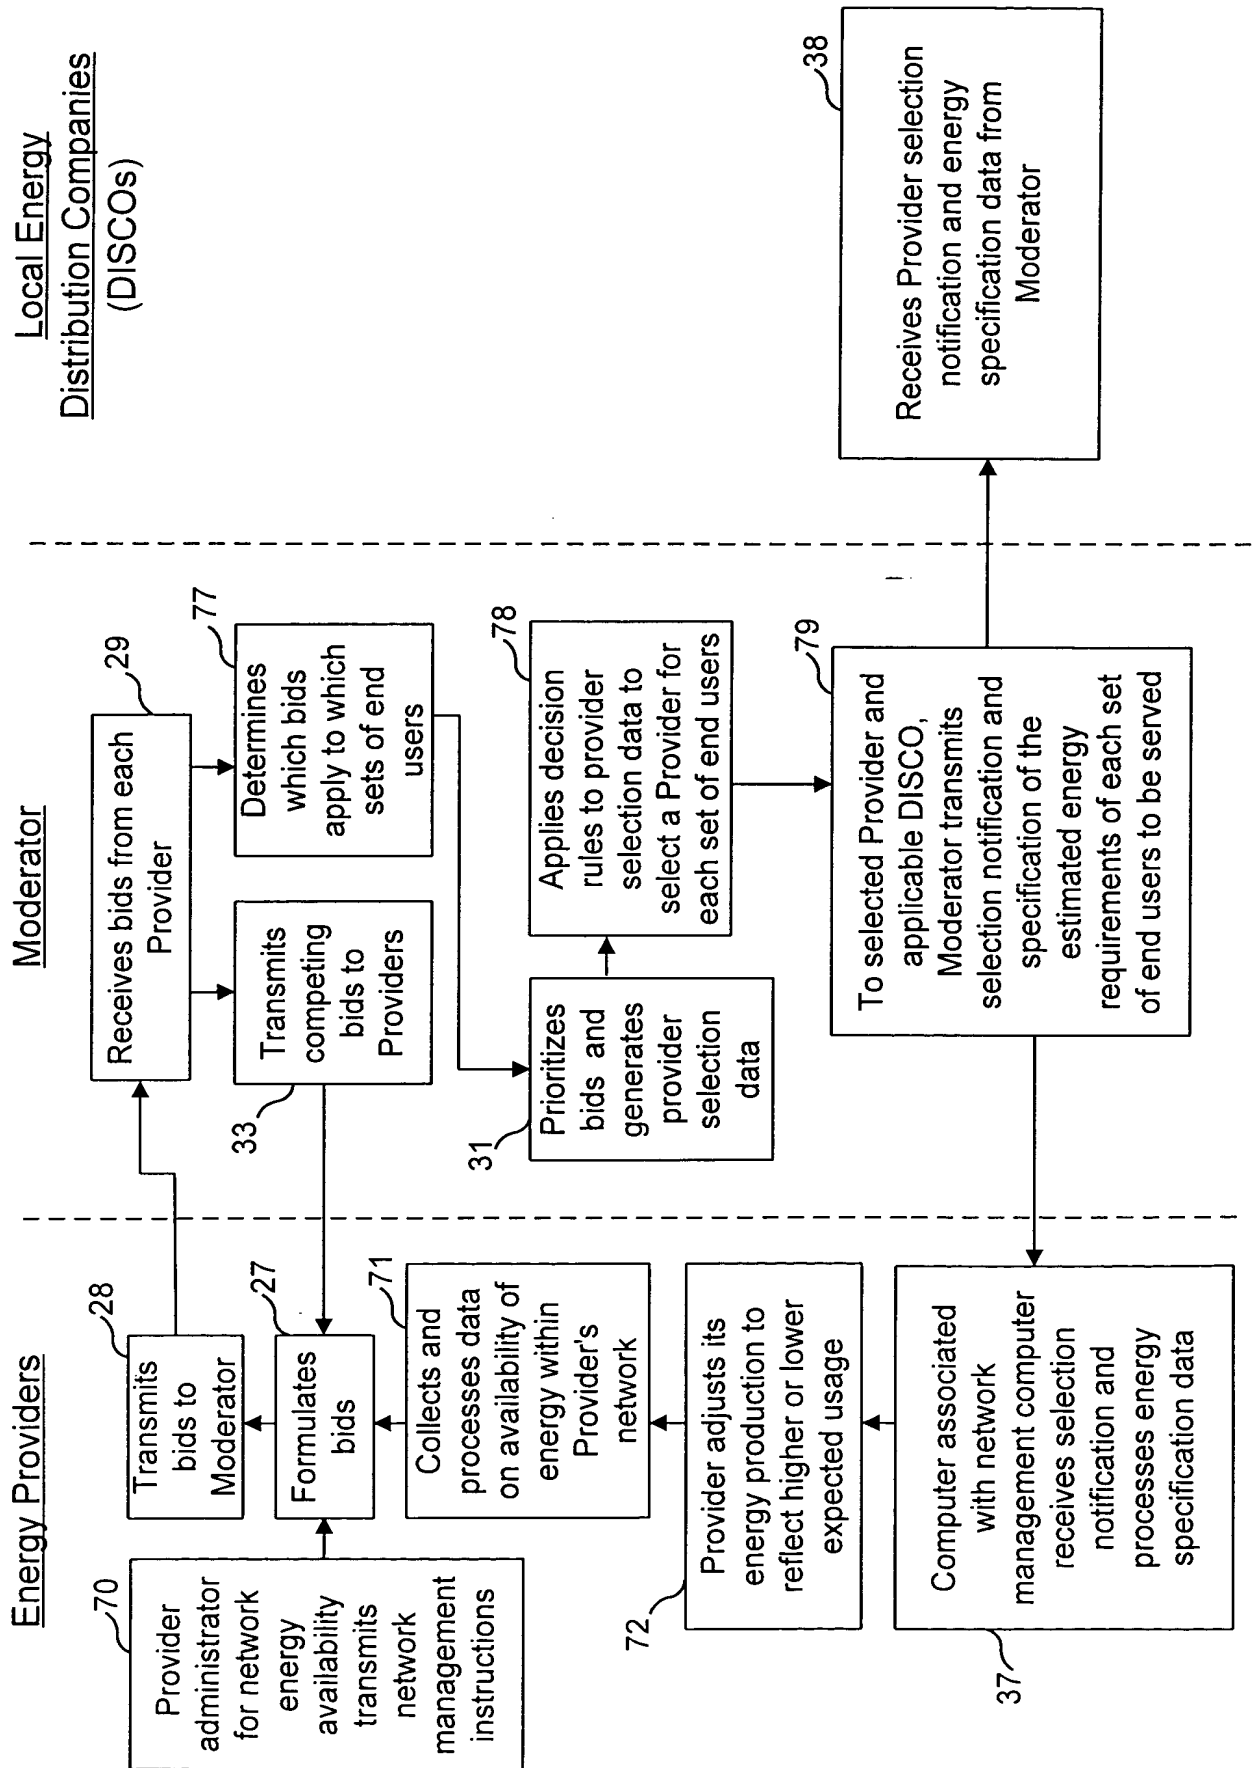 Energy Providers
70
Provider
administrator
for network
energy
availability
transmits
network
management
instructions
28
Transmits
bids to
Moderator
27
Formulates
bids
71
Collects and
processes data
on availability of
energy within
Provider's
network
72
Provider adjusts its
energy production to
reflect higher or lower
expected usage
37
Computer associated
with network
management computer
receives selection
notification and
processes energy
specification data
Moderator
29
Receives bids from each
Provider
33
Transmits
competing
bids to
Providers
77
Determines
which bids
apply to which
sets of end
users
31
Prioritizes
bids and
generates
provider
selection
data
78
Applies decision
rules to provider
selection data to
select a Provider for
each set of end users
79
To selected Provider and
applicable DISCO,
Moderator transmits
selection notification and
specification of the
estimated energy
requirements of each set
of end users to be served
Local Energy
Distribution Companies
(DISCOs)
38
Receives Provider selection
notification and energy
specification data from
Moderator